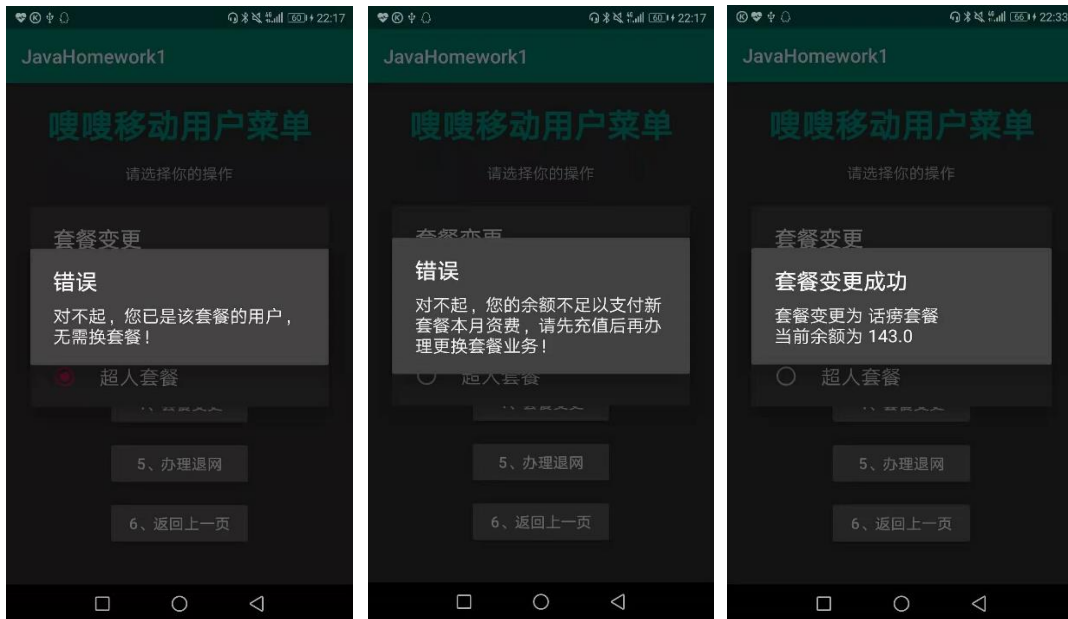 22:17
JavaHomework1
嗖嗖移动用户菜单
请选择你的操作
套餐变更
错误
对不起，您已是该套餐的用户，
无需换套餐！
超人套餐
5、办理退网
6、返回上一页
22:17
JavaHomework1
嗖嗖移动用户菜单
请选择你的操作
套餐变更
错误
对不起，您的余额不足以支付新
套餐本月资费，请先充值后再办
理更换套餐业务！
超人套餐
5、办理退网
6、返回上一页
22:33
JavaHomework1
嗖嗖移动用户菜单
请选择你的操作
套餐变更
套餐变更成功
套餐变更为 话痨套餐
当前余额为 143.0
超人套餐
5、办理退网
6、返回上一页